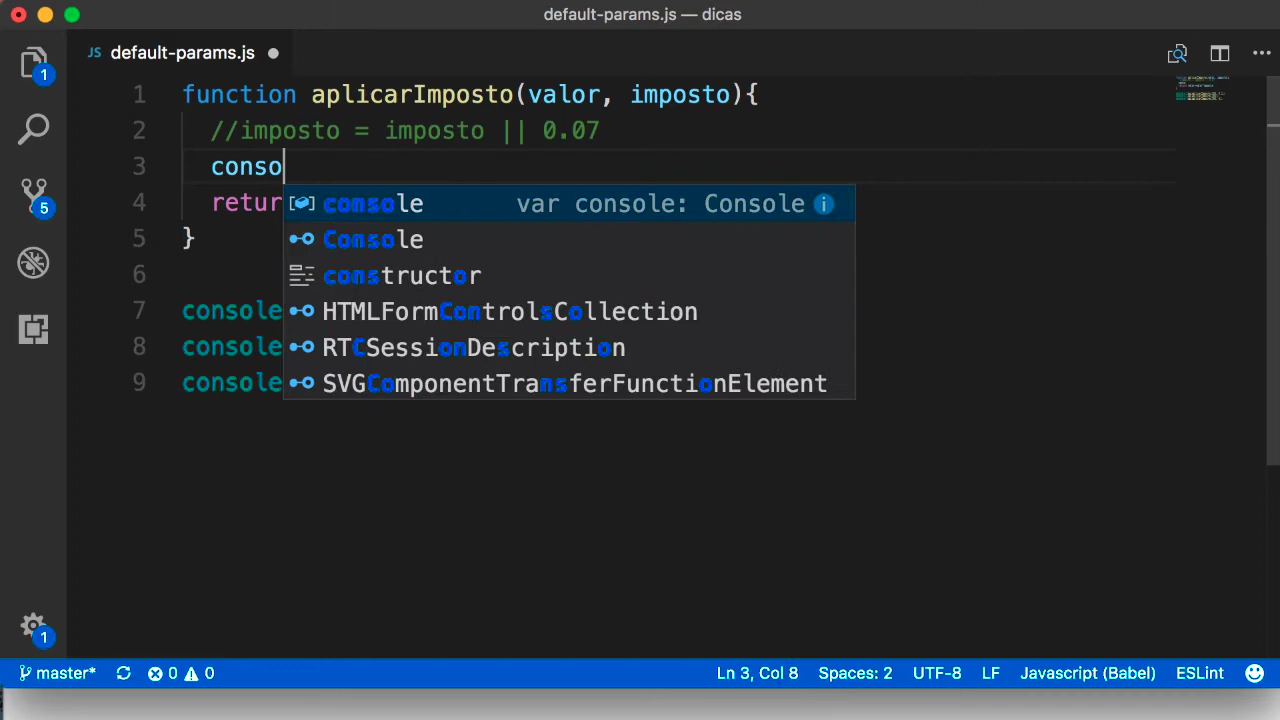 default-params.js — dicas
JS default-params.js
1 function aplicarImposto(valor, imposto){
2 //imposto = imposto || 0.07
3 conso
4 retur
5 }
6
7 console
8 console
9 console
console var console: Console
Console
constructor
HTMLFormControlsCollection
RTCSessionDescription
SVGComponentTransferFunctionElement
1
5
1
master* 0 0 Ln 3, Col 8 Spaces: 2 UTF-8 LF Javascript (Babel) ESLint